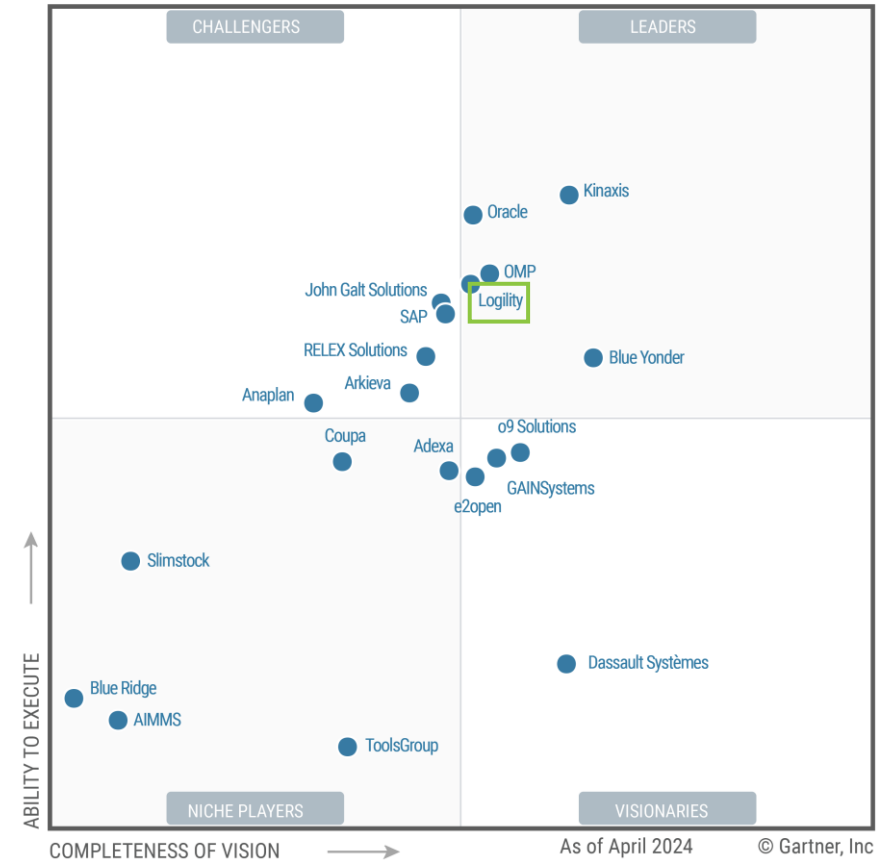 CHALLENGERS
LEADERS
Kinaxis
Oracle
OMP
John Galt Solutions
Logility
SAP
RELEX Solutions
Blue Yonder
Arkieva
Anaplan
o9 Solutions
Coupa
Adexa
GAINSystems
e2open
Slimstock
Dassault Systèmes
Blue Ridge
AIMMS
ToolsGroup
NICHE PLAYERS
VISIONARIES
ABILITY TO EXECUTE
COMPLETENESS OF VISION
As of April 2024
© Gartner, Inc